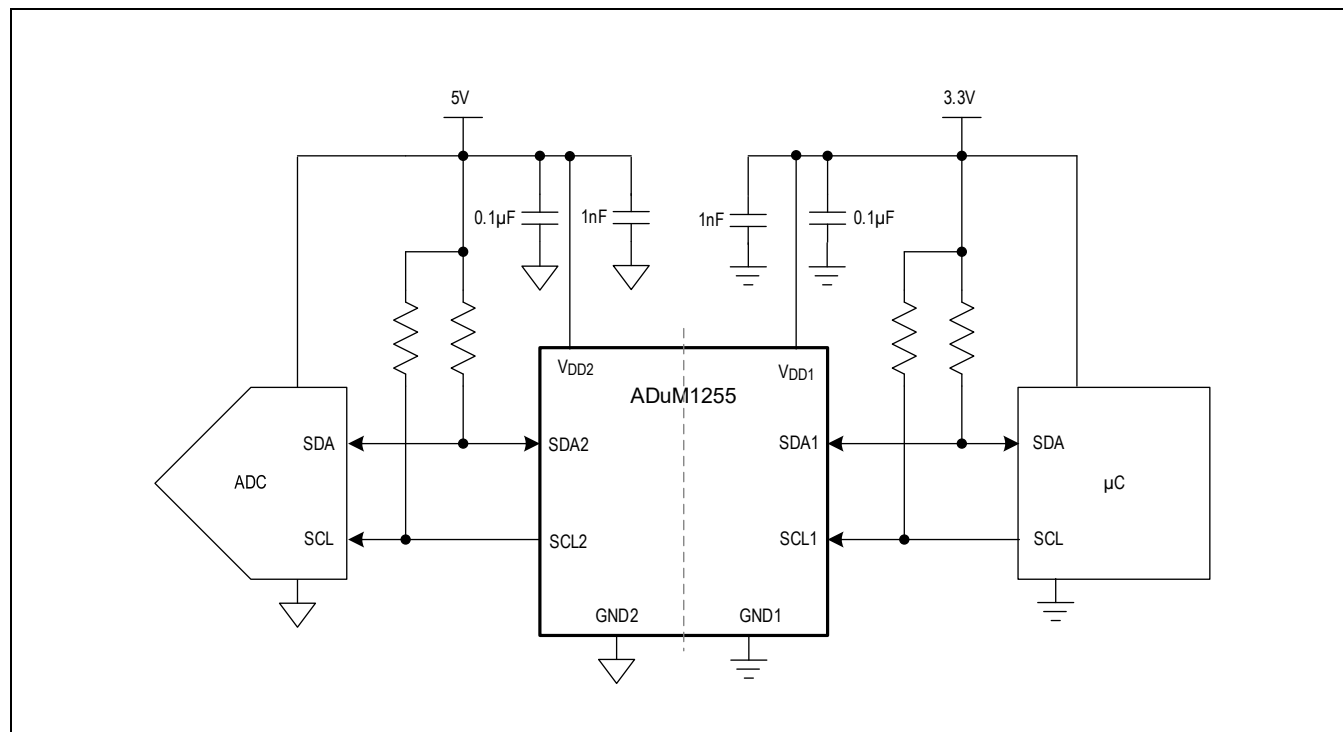 5V
3.3V
0.1µF
1nF
1nF
0.1µF
VDD2
VDD1
ADuM1255
SDA
SDA2
SDA1
SDA
ADC
µC
SCL
SCL2
SCL1
SCL
GND2
GND1